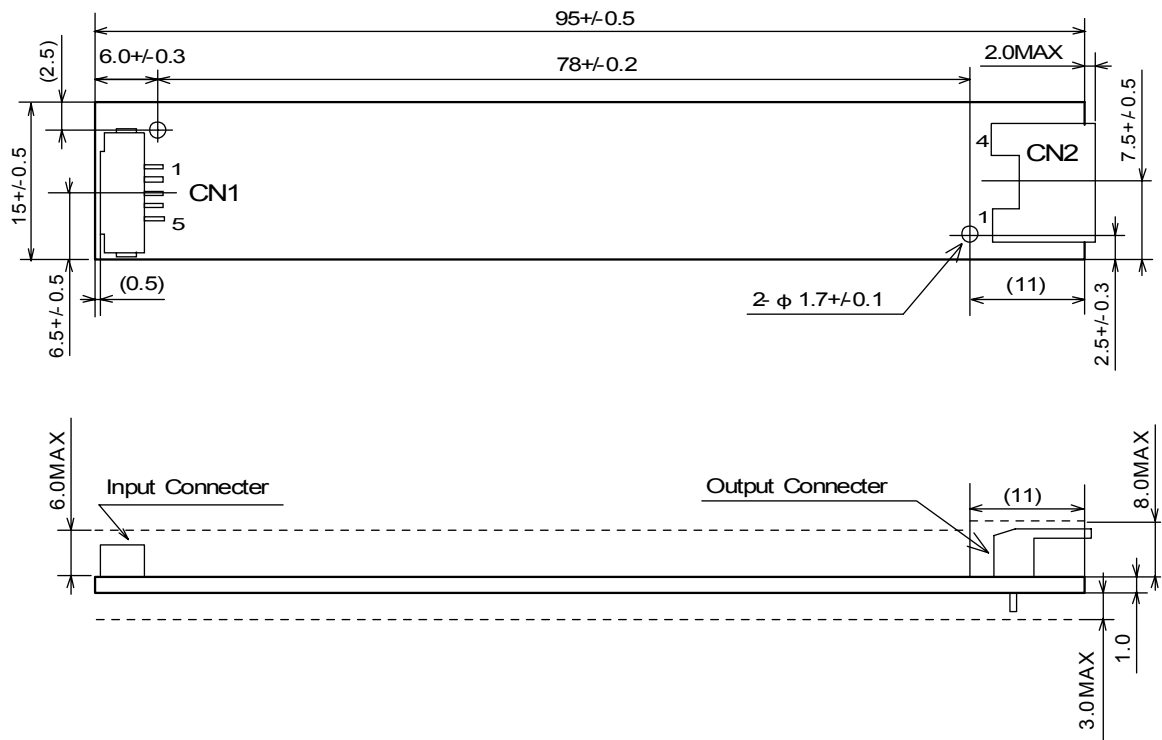 95+/-0.5
6.0+/-0.3
78+/-0.2
2.0MAX
(2.5)
15+/-0.5
6.5+/-0.5
(0.5)
1
CN1
5
4
CN2
1
7.5+/-0.5
2-φ1.7+/-0.1
(11)
2.5+/-0.3
6.0MAX
Input Connecter
Output Connecter
(11)
8.0MAX
1.0
3.0MAX